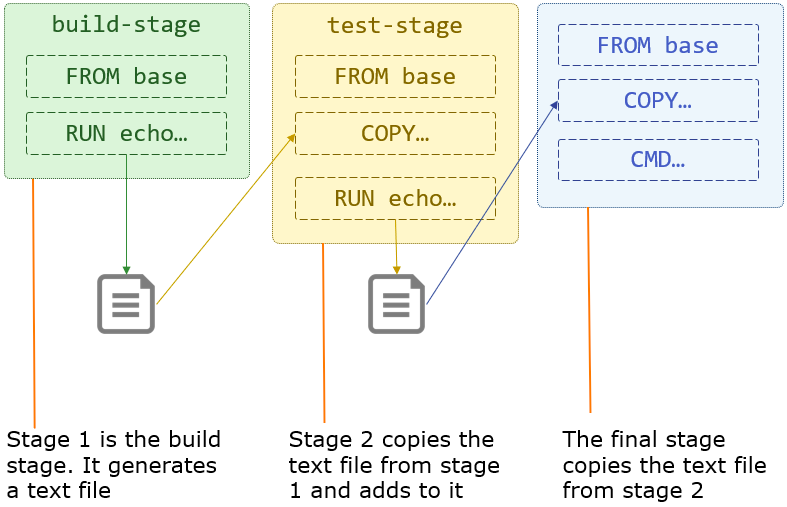 build-stage
FROM base
RUN echo…
test-stage
FROM base
COPY…
RUN echo…
FROM base
COPY…
CMD…
Stage 1 is the build
stage. It generates
a text file
Stage 2 copies the
text file from stage
1 and adds to it
The final stage
copies the text file
from stage 2